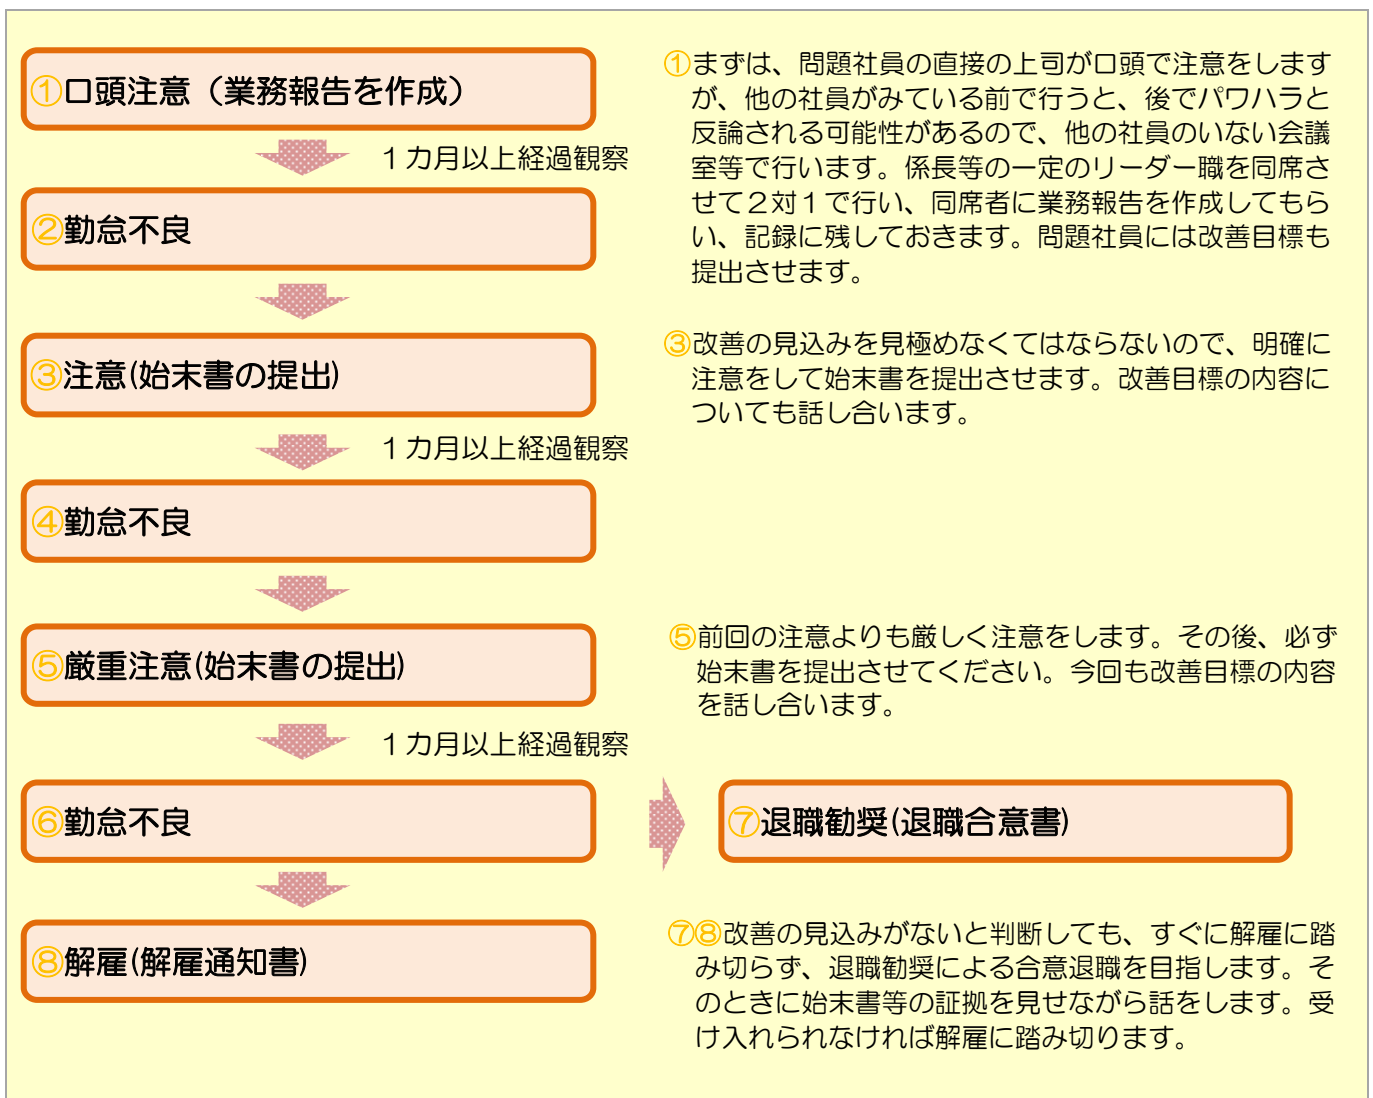 ①口頭注意（業務報告を作成）
１カ月以上経過観察
②勤怠不良
③注意(始末書の提出)
１カ月以上経過観察
④勤怠不良
⑤厳重注意(始末書の提出)
１カ月以上経過観察
⑥勤怠不良
⑦退職勧奨(退職合意書)
⑧解雇(解雇通知書)
①まずは、問題社員の直接の上司が口頭で注意をします
が、他の社員がみている前で行うと、後でパワハラと
反論される可能性があるので、他の社員のいない会議
室等で行います。係長等の一定のリーダー職を同席さ
せて２対１で行い、同席者に業務報告を作成してもら
い、記録に残しておきます。問題社員には改善目標も
提出させます。
③改善の見込みを見極めなくてはならないので、明確に
注意をして始末書を提出させます。改善目標の内容に
ついても話し合います。
⑤前回の注意よりも厳しく注意をします。その後、必ず
始末書を提出させてください。今回も改善目標の内容
を話し合います。
⑦⑧改善の見込みがないと判断しても、すぐに解雇に踏
み切らず、退職勧奨による合意退職を目指します。そ
のときに始末書等の証拠を見せながら話をします。受
け入れられなければ解雇に踏み切ります。